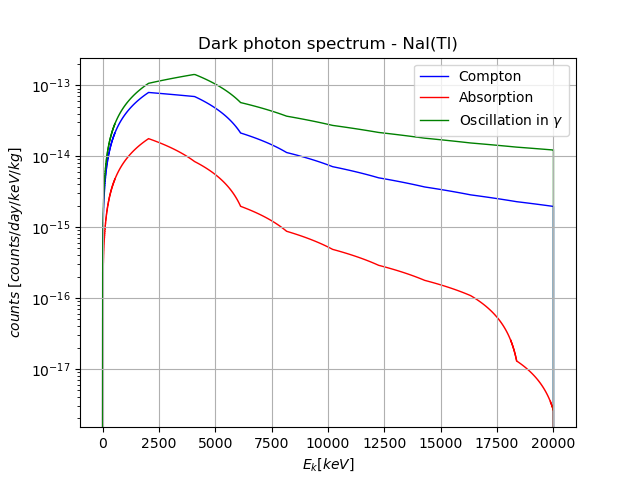 Dark photon spectrum - NaI(Tl)
Compton
Absorption
Oscillation in γ
counts [counts/day/keV/kg]
10⁻¹³
10⁻¹⁴
10⁻¹⁵
10⁻¹⁶
10⁻¹⁷
0 2500 5000 7500 10000 12500 15000 17500 20000
Eₖ[keV]